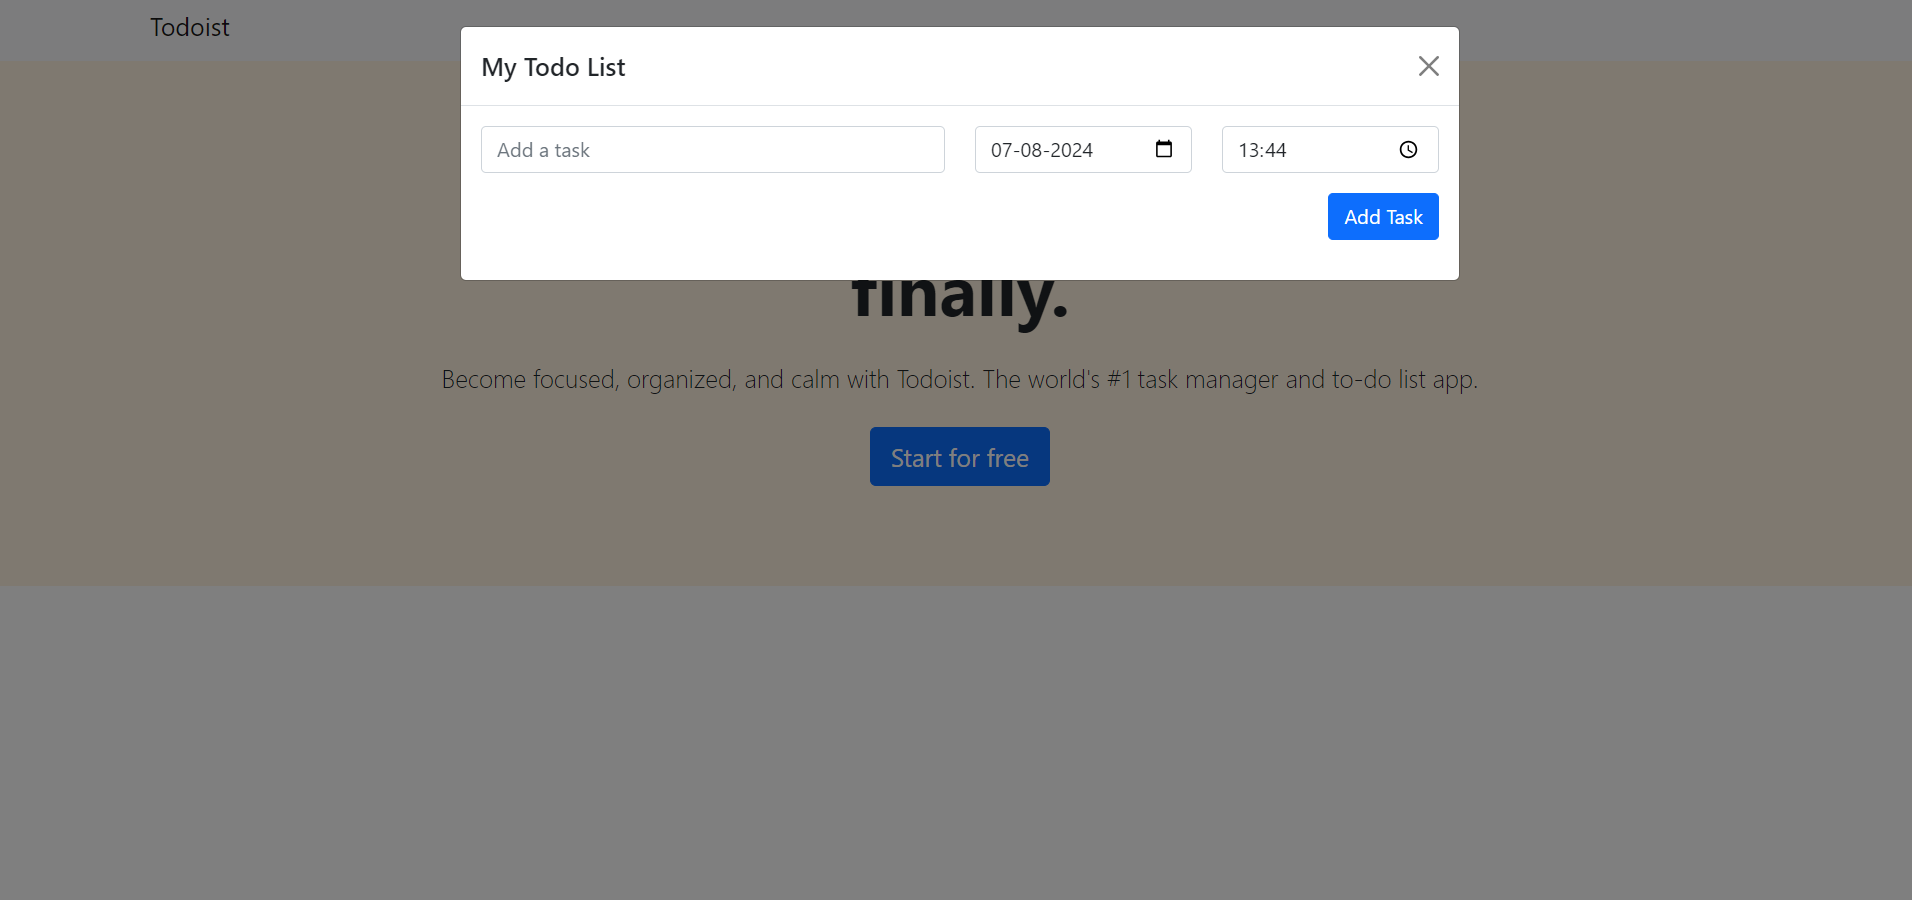 Todoist
My Todo List
Add a task
07-08-2024
13:44
Add Task
finally.
Become focused, organized, and calm with Todoist. The world's #1 task manager and to-do list app.
Start for free